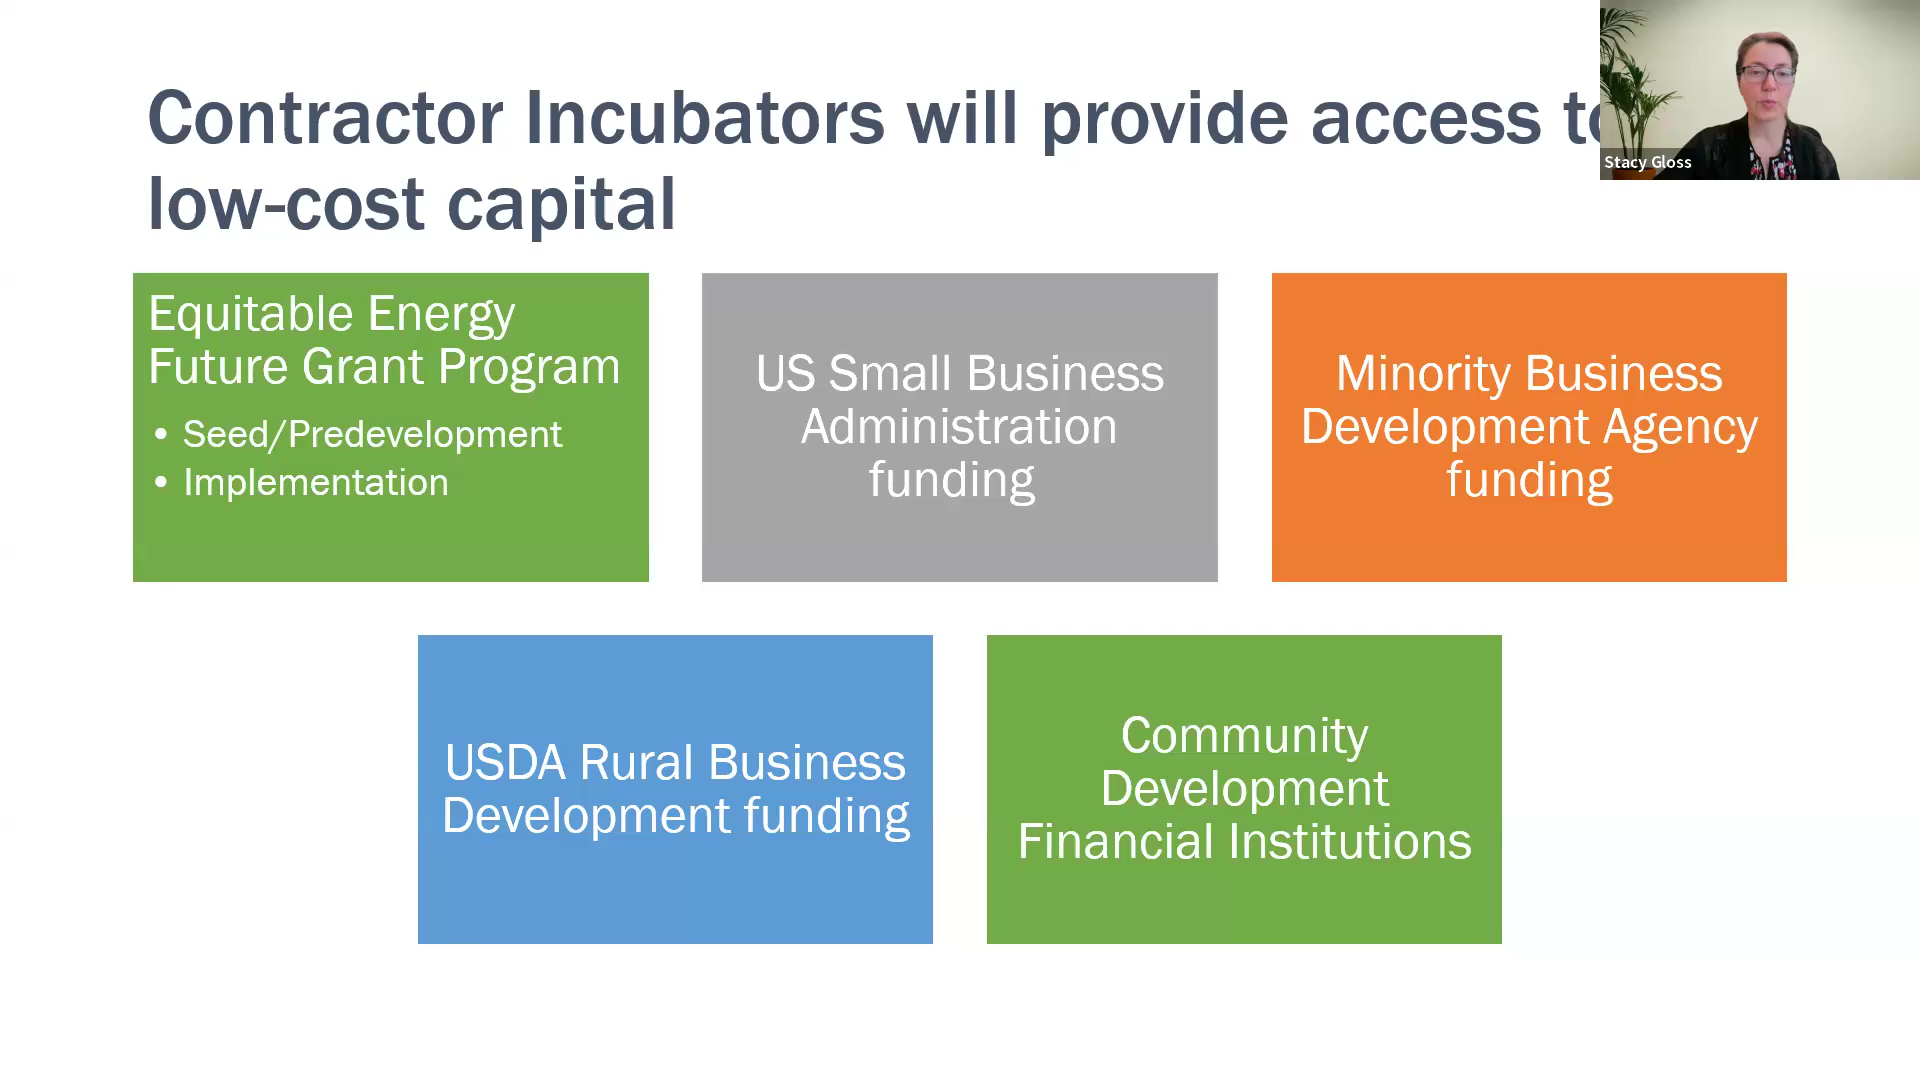 Contractor Incubators will provide access to
low-cost capital
Stacy Gloss
Equitable Energy
Future Grant Program
• Seed/Predevelopment
• Implementation
US Small Business
Administration
funding
Minority Business
Development Agency
funding
USDA Rural Business
Development funding
Community
Development
Financial Institutions